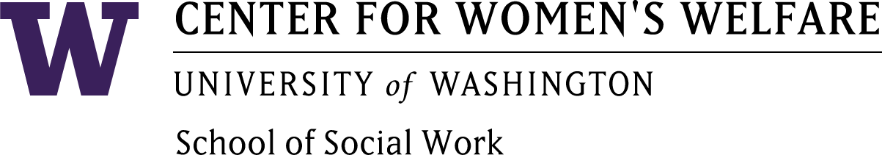 W
CENTER FOR WOMEN'S WELFARE
UNIVERSITY of WASHINGTON
School of Social Work